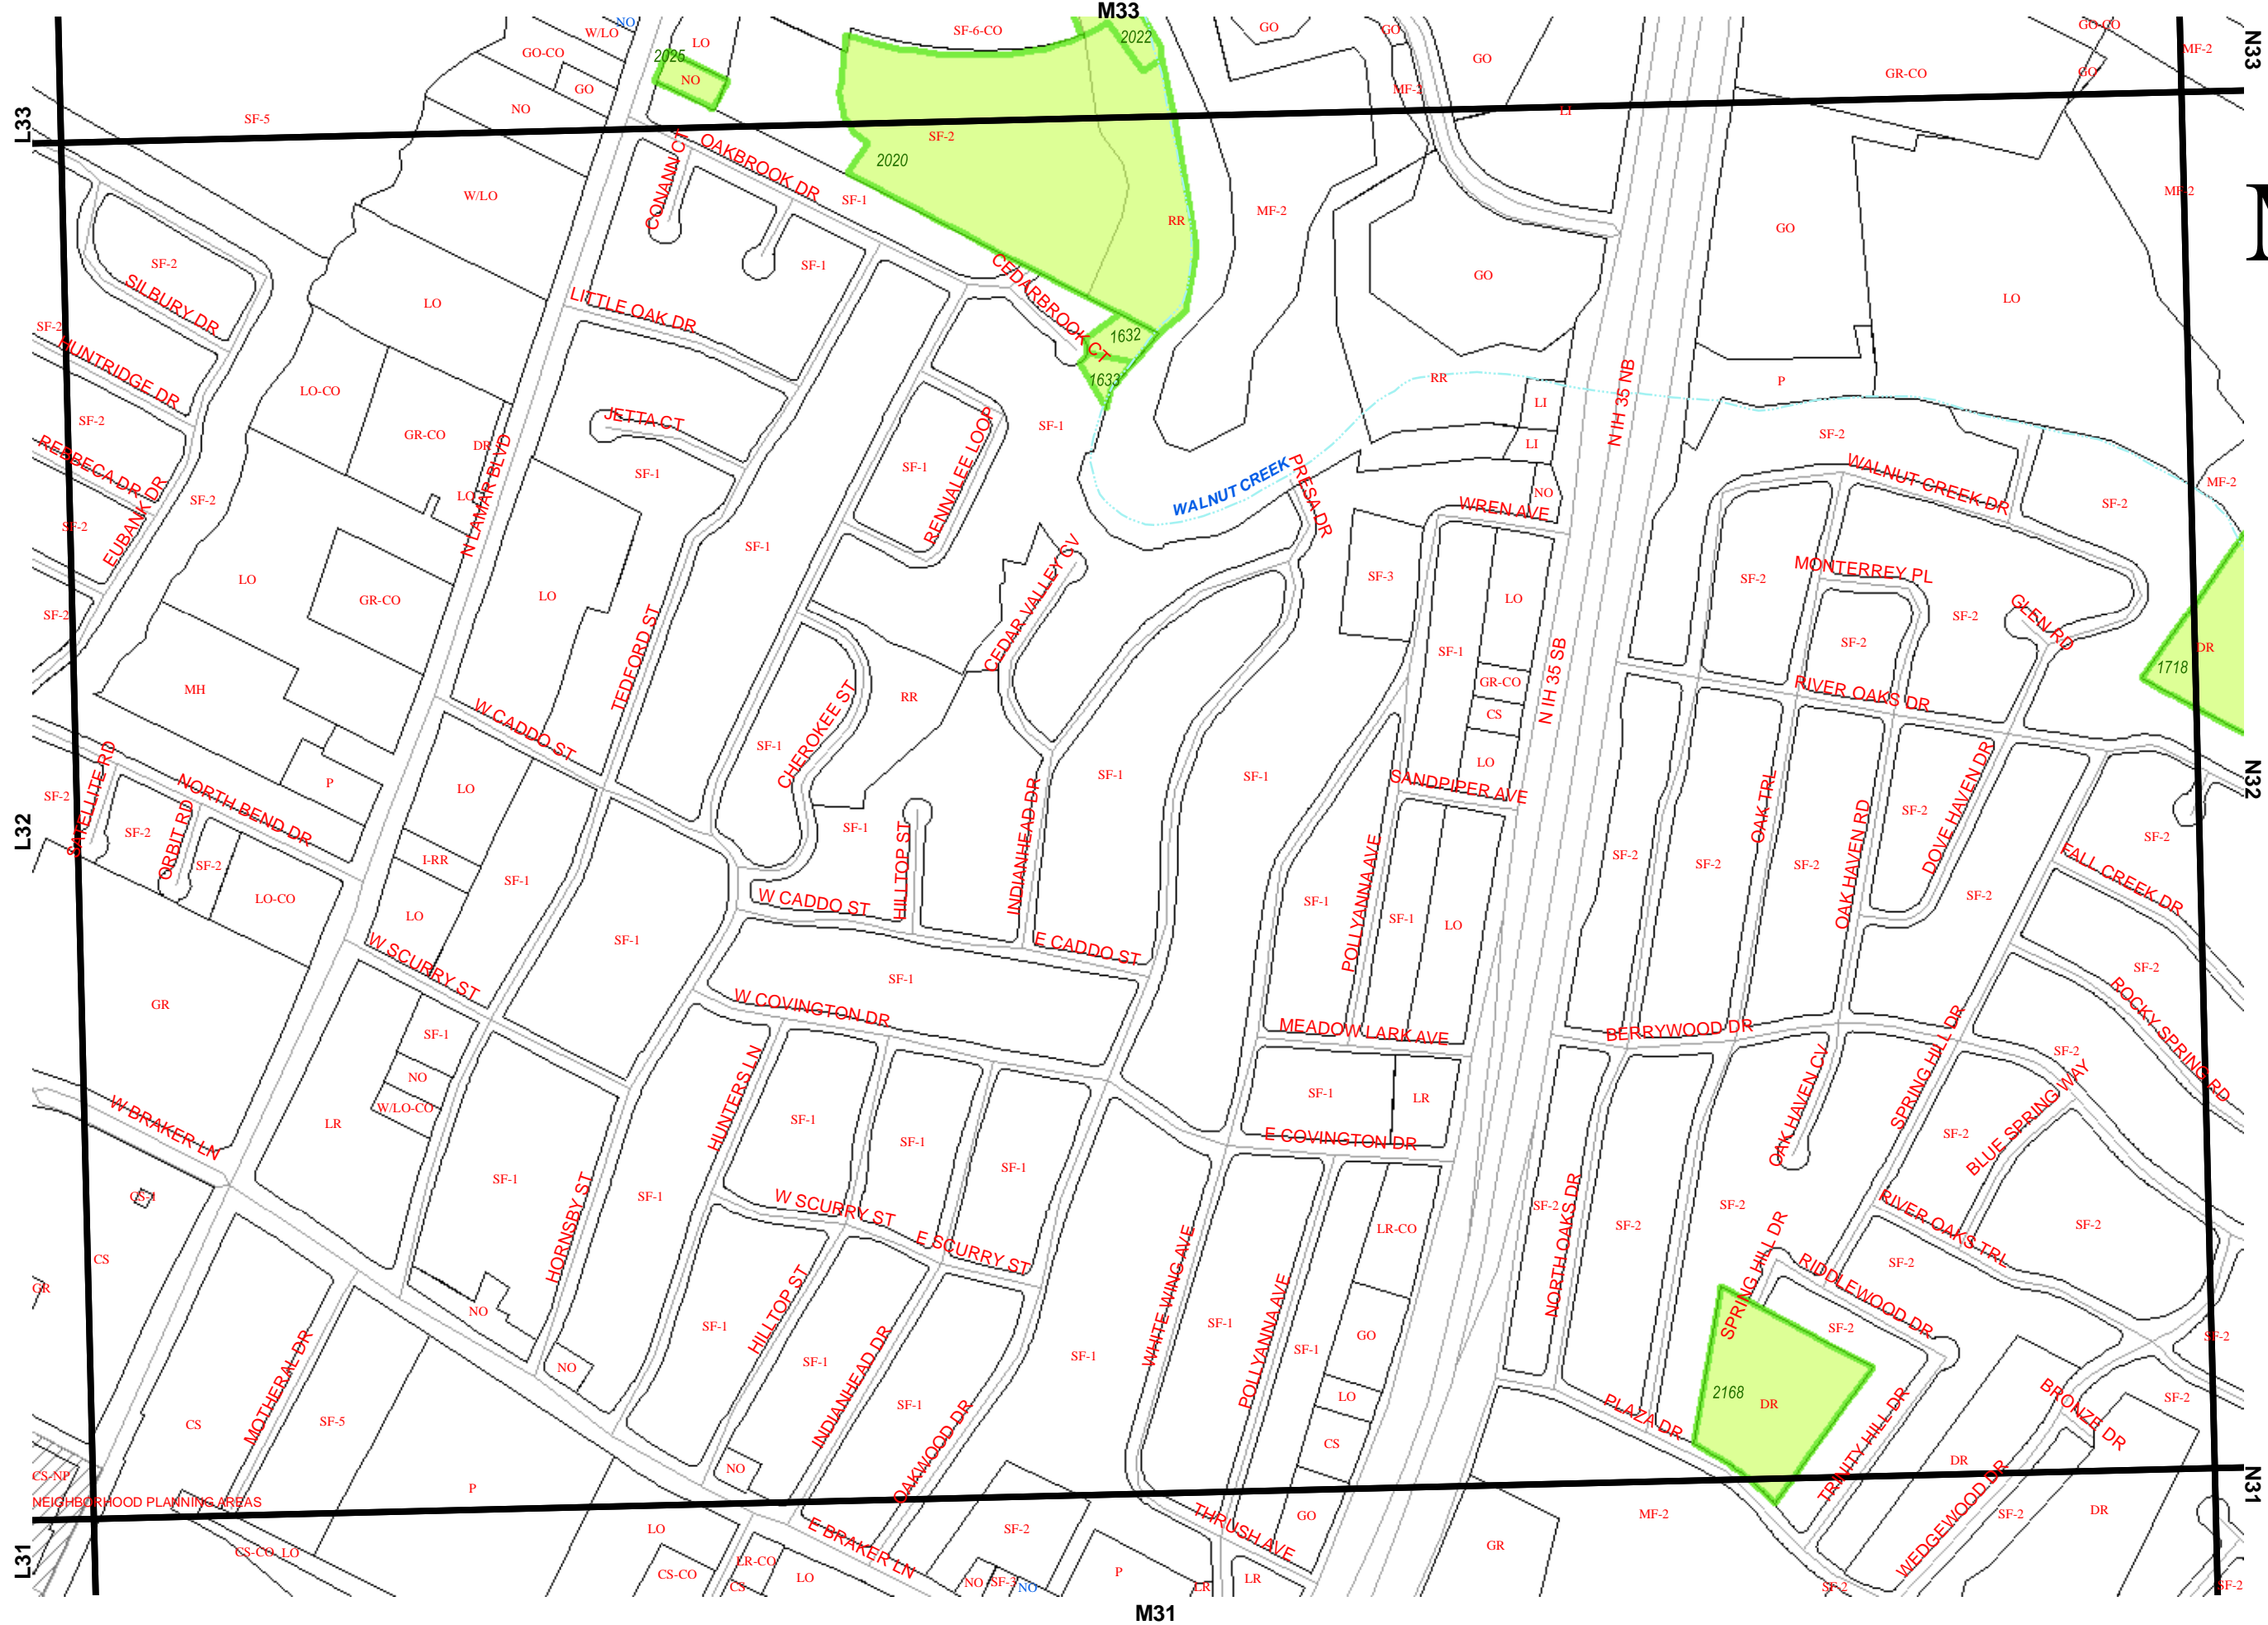 M33
NO
W/LO
LO
SF-6-CO
2022
GO
GO
GO-CO
N33
MF-2
GO-CO
2025
NO
GO
GO
GR-CO
GO
NO
MF-2
LI
L33
SF-5
SF-2
2020
CONANN CT
OAKBROOK DR
W/LO
SF-1
RR
MF-2
MF-2
GO
SF-2
SILBURY DR
SF-1
CEDARBROOK CT
GO
LO
LO
LITTLE OAK DR
SF-2
HUNTRIDGE DR
1632
1633
RR
P
N IH 35 NB
LO-CO
LI
SF-2
GR-CO
DR
JETTA CT
SF-1
SF-1
RENNALEE LOOP
SF-1
LI
SF-2
REBBECA DR
EUBANK DR
SF-2
SF-2
LO
N LAMAR BLVD
WALNUT CREEK
PRESA DR
NO
WREN AVE
WALNUT CREEK DR
SF-2
MF-2
SF-1
CEDAR VALLEY CV
LO
GR-CO
LO
SF-3
LO
SF-2
MONTERREY PL
SF-2
GLEN RD
SF-2
SF-2
TEDFORD ST
SF-1
N IH 35 SB
DR
1718
MH
W CADDO ST
CHEROKEE ST
RR
GR-CO
CS
RIVER OAKS DR
SF-1
SF-1
SF-1
LO
SANDPIPER AVE
N32
SATELLITE RD
SF-2
NORTH BEND DR
P
LO
INDIANHEAD DR
OAK TRL
OAK HAVEN RD
SF-2
DOVE HAVEN DR
L32
SF-2
ORBIT RD
SF-2
SF-1
HILLTOP ST
POLLYANNA AVE
SF-2
SF-2
SF-2
SF-2
FALL CREEK DR
I-RR
SF-1
LO-CO
LO
W CADDO ST
SF-1
SF-1
LO
SF-2
W SCURRY ST
SF-1
E CADDO ST
SF-1
SF-2
GR
W COVINGTON DR
ROCKY SPRING RD
SF-1
MEADOW LARK AVE
BERRYWOOD DR
SPRING HILL DR
SF-2
NO
W/LO-CO
HUNTERS LN
SF-1
LR
OAK HAVEN CV
BLUE SPRING WAY
W BRAKER LN
LR
SF-1
SF-1
E COVINGTON DR
SF-2
SF-1
SF-1
SF-1
CS-1
HORNSBY ST
W SCURRY ST
SF-2
NORTH OAKS DR
SF-2
SF-2
RIVER OAKS TRL
SF-2
CS
E SCURRY ST
WHITE WING AVE
LR-CO
SPRING HILL DR
RIDDLEWOOD DR
SF-2
GR
NO
SF-1
HILLTOP ST
SF-1
POLLYANNA AVE
SF-1
GO
SF-2
SF-2
MOTHERAL DR
NO
SF-1
INDIANHEAD DR
SF-1
LO
2168
DR
TRINITY HILL DR
BRONZE DR
SF-2
CS
SF-5
SF-1
OAKWOOD DR
CS
PLAZA DR
DR
CS-NP
NO
P
WEDGEWOOD DR
N31
NEIGHBORHOOD PLANNING AREAS
THRUSH AVE
GO
MF-2
SF-2
DR
L31
CS-CO
LO
LO
E BRAKER LN
SF-2
GR
CS-CO
LR-CO
CS
LO
NO
SF-3
NO
P
LR
LR
SF-2
SF-2
M31